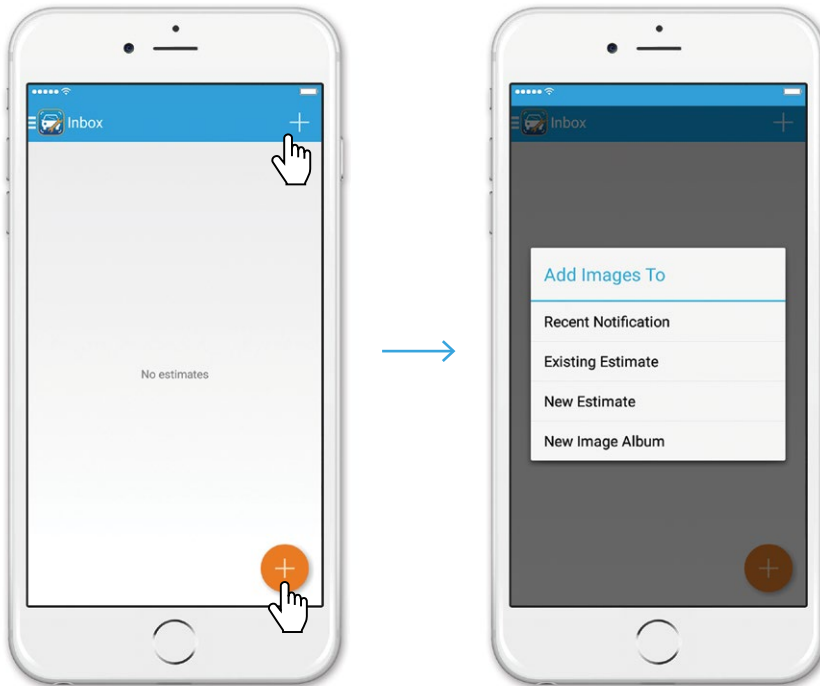 Inbox
No estimates
Inbox
Add Images To
Recent Notification
Existing Estimate
New Estimate
New Image Album